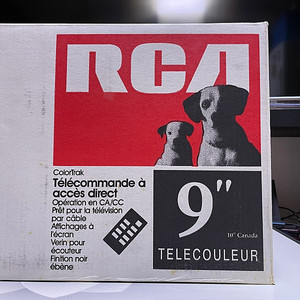 RCA
ColorTrak
Télécommande à
accès direct
Opération en CA/CC
Prêt pour la télévision
par câble
Affichages à
l'écran
Verin pour
écouteur
Finition noir
ébène
9"
10" Canada
TELECOULEUR